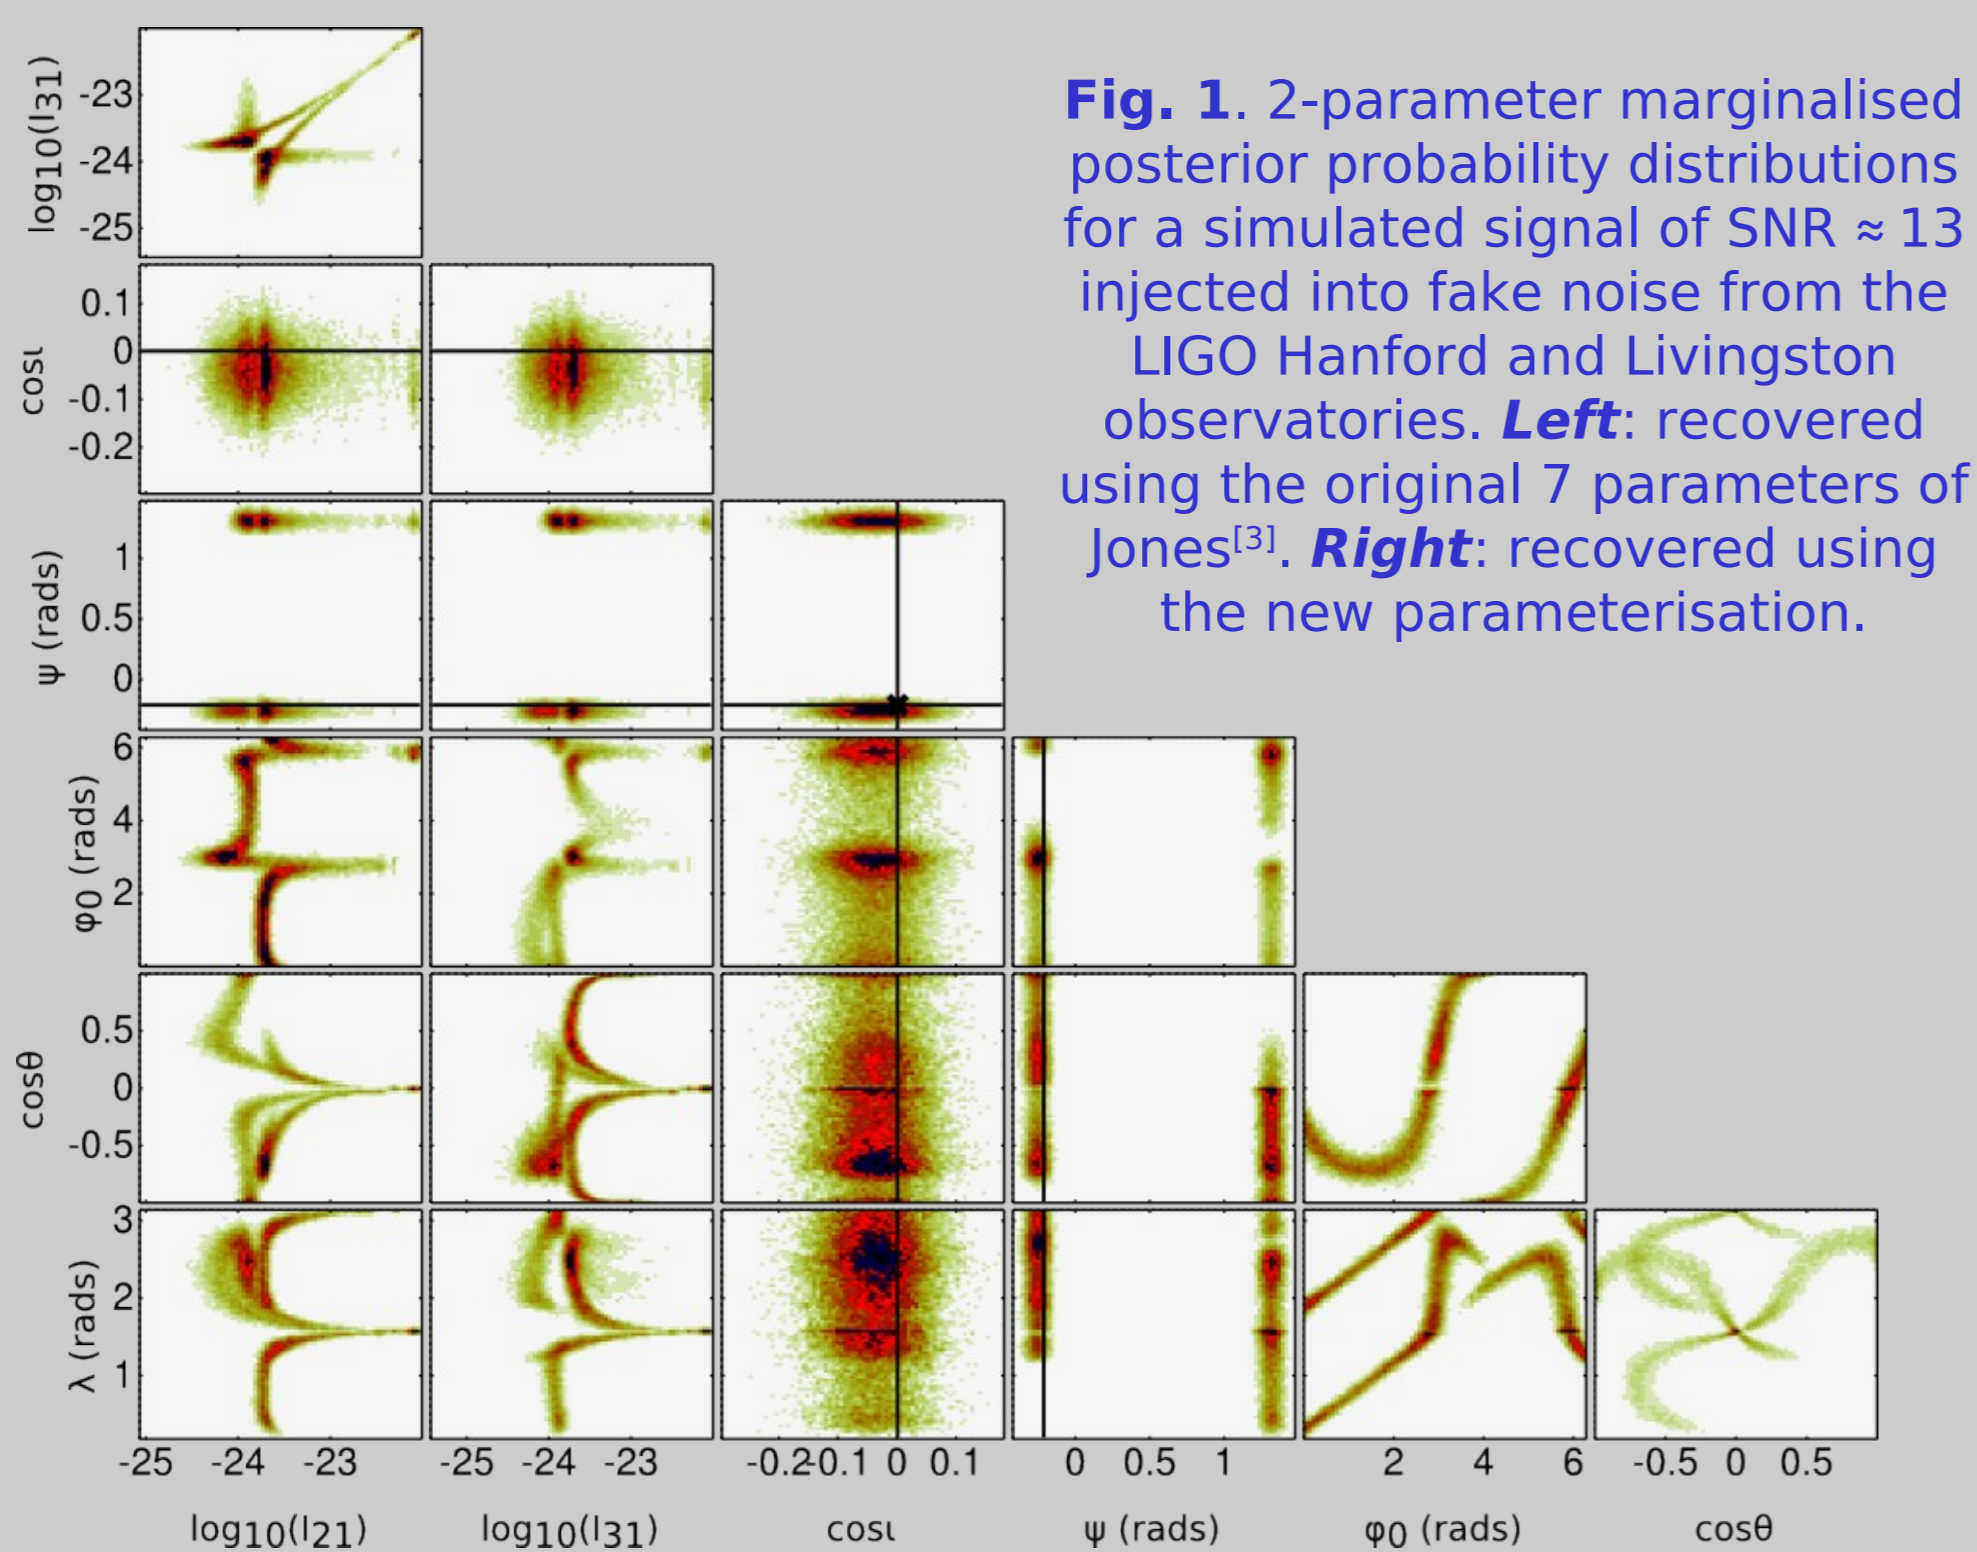 log10(I31)
-23
-24
-25
Fig. 1. 2-parameter marginalised
posterior probability distributions
for a simulated signal of SNR ≈ 13
injected into fake noise from the
LIGO Hanford and Livingston
observatories. Left: recovered
using the original 7 parameters of
Jones[3]. Right: recovered using
the new parameterisation.
cosι
0.1
0
-0.1
-0.2
ψ (rads)
1
0.5
0
φ0 (rads)
6
4
2
cosθ
0.5
0
-0.5
λ (rads)
3
2
1
-25 -24 -23 -25 -24 -23 -0.2 -0.1 0 0.1 0 0.5 1 2 4 6 -0.5 0 0.5
log10(I21) log10(I31) cosι ψ (rads) φ0 (rads) cosθ